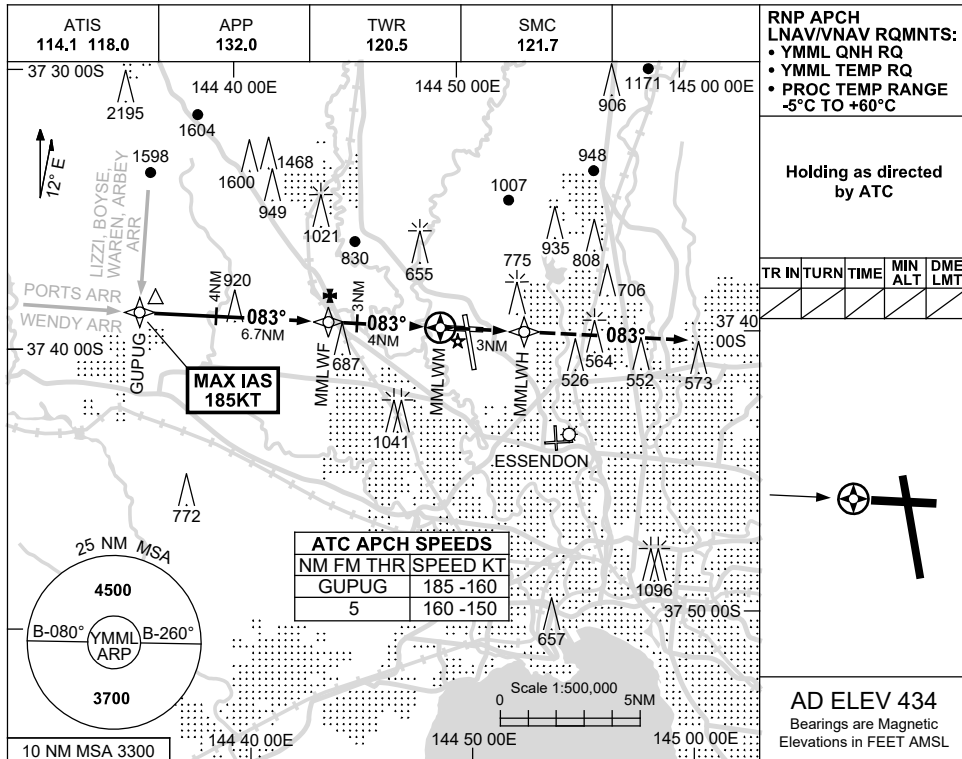 ATIS
114.1 118.0
APP
132.0
TWR
120.5
SMC
121.7
RNP APCH
LNAV/VNAV RQMNTS:
• YMML QNH RQ
• YMML TEMP RQ
• PROC TEMP RANGE
-5°C TO +60°C
Holding as directed
by ATC
TR IN TURN TIME MIN ALT DME LMT
37 30 00S
144 40 00E
144 50 00E
145 00 00E
12° E
2195
1604
1598
1600
1468
949
1021
830
655
1007
906
1171
948
935
808
775
706
LIZZI, BOYSE,
WAREN, ARBEY
ARR
PORTS ARR
WENDY ARR
4NM
920
083°
6.7NM
3NM
083°
4NM
3NM
083°
37 40
00S
37 40 00S
GUPUG
MMLWF
MMLWM
MMLWH
687
564
526
552
573
MAX IAS
185KT
1041
ESSENDON
772
ATC APCH SPEEDS
NM FM THR SPEED KT
GUPUG 185 -160
5 160 -150
1096
37 50 00S
657
25 NM MSA
4500
B-080°
YMML
ARP
B-260°
3700
10 NM MSA 3300
Scale 1:500,000
0 5NM
144 40 00E
144 50 00E
145 00 00E
AD ELEV 434
Bearings are Magnetic
Elevations in FEET AMSL